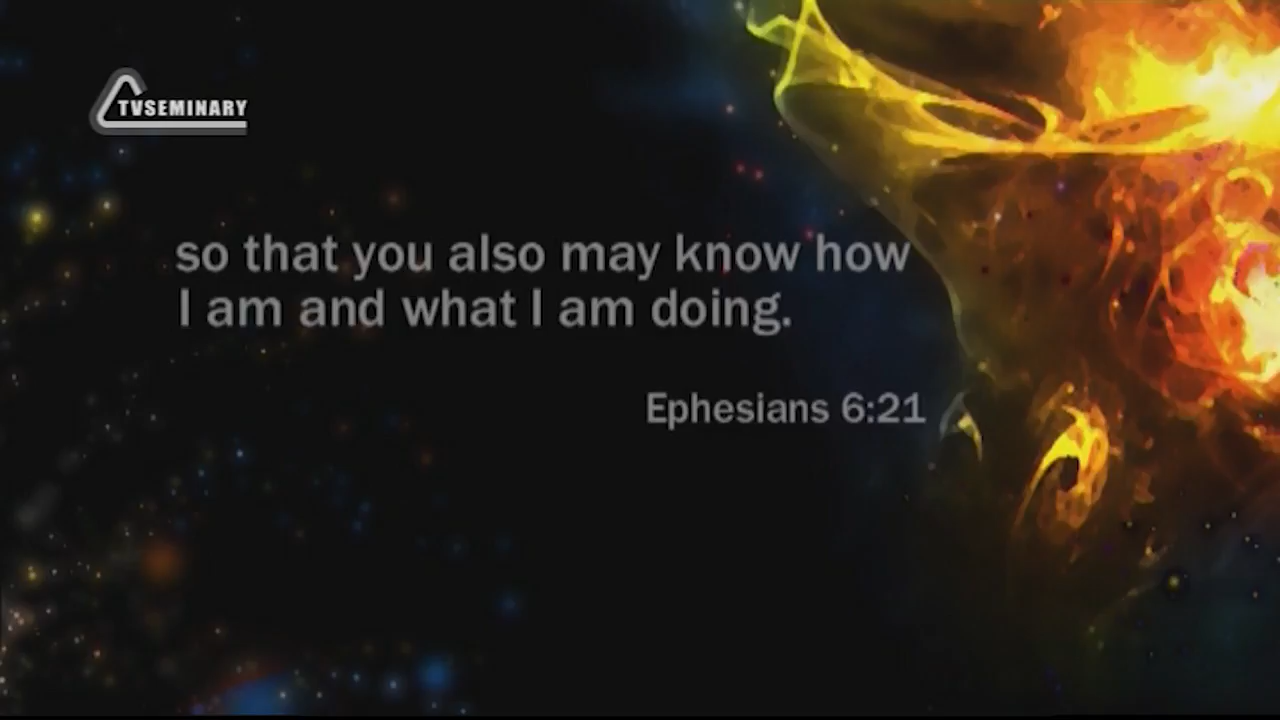 TVSEMINARY
so that you also may know how
I am and what I am doing.
Ephesians 6:21